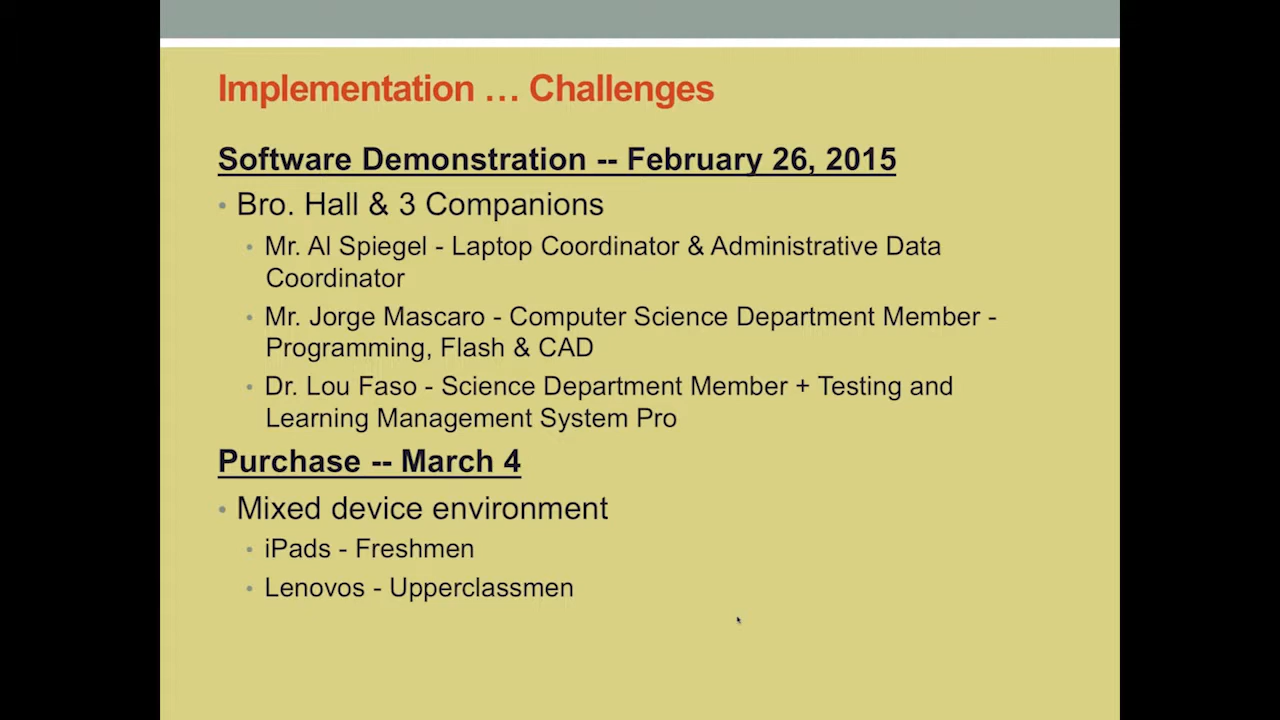 Implementation … Challenges
Software Demonstration -- February 26, 2015
• Bro. Hall & 3 Companions
• Mr. Al Spiegel - Laptop Coordinator & Administrative Data
Coordinator
• Mr. Jorge Mascaro - Computer Science Department Member -
Programming, Flash & CAD
• Dr. Lou Faso - Science Department Member + Testing and
Learning Management System Pro
Purchase -- March 4
• Mixed device environment
• iPads - Freshmen
• Lenovos - Upperclassmen